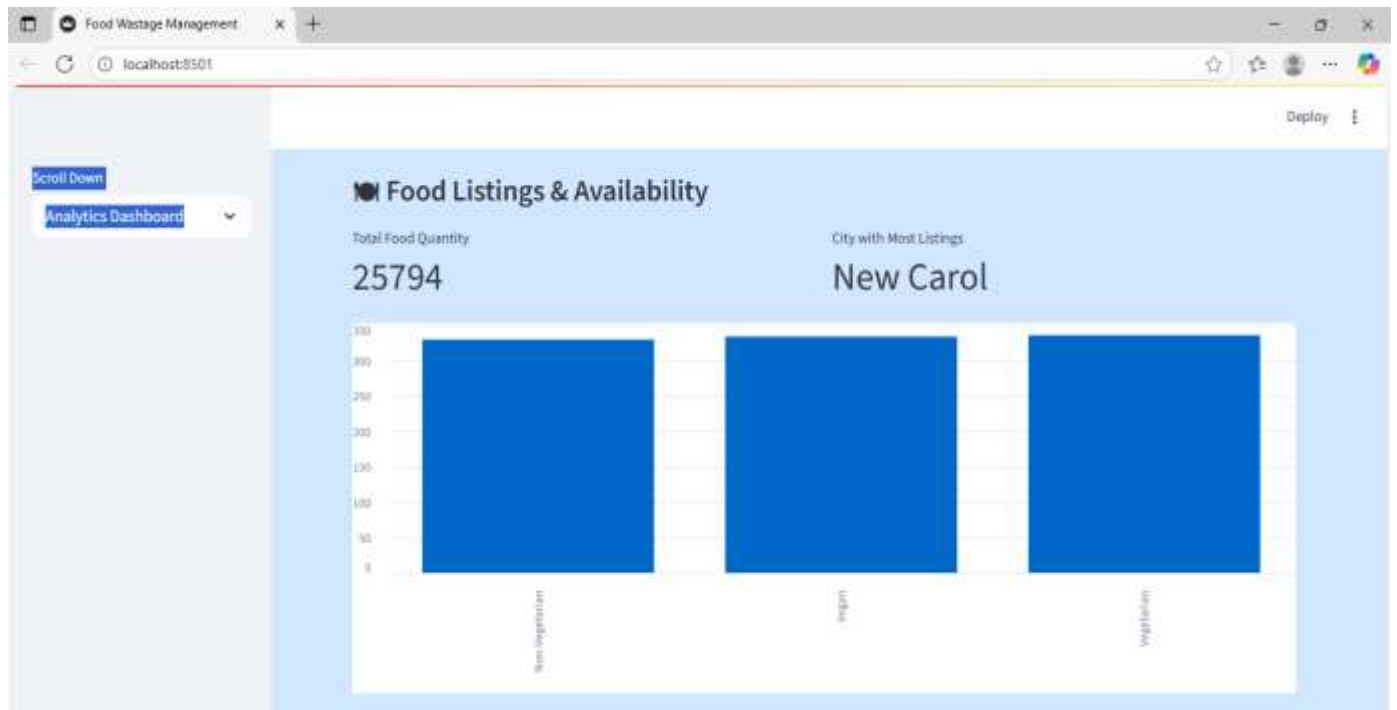 Food Wastage Management
localhost:8501
Deploy
Scroll Down
Analytics Dashboard
Food Listings & Availability
Total Food Quantity
City with Most Listings
25794
New Carol
350
300
250
200
150
100
50
0
Non-Vegetarian
Vegan
Vegetarian